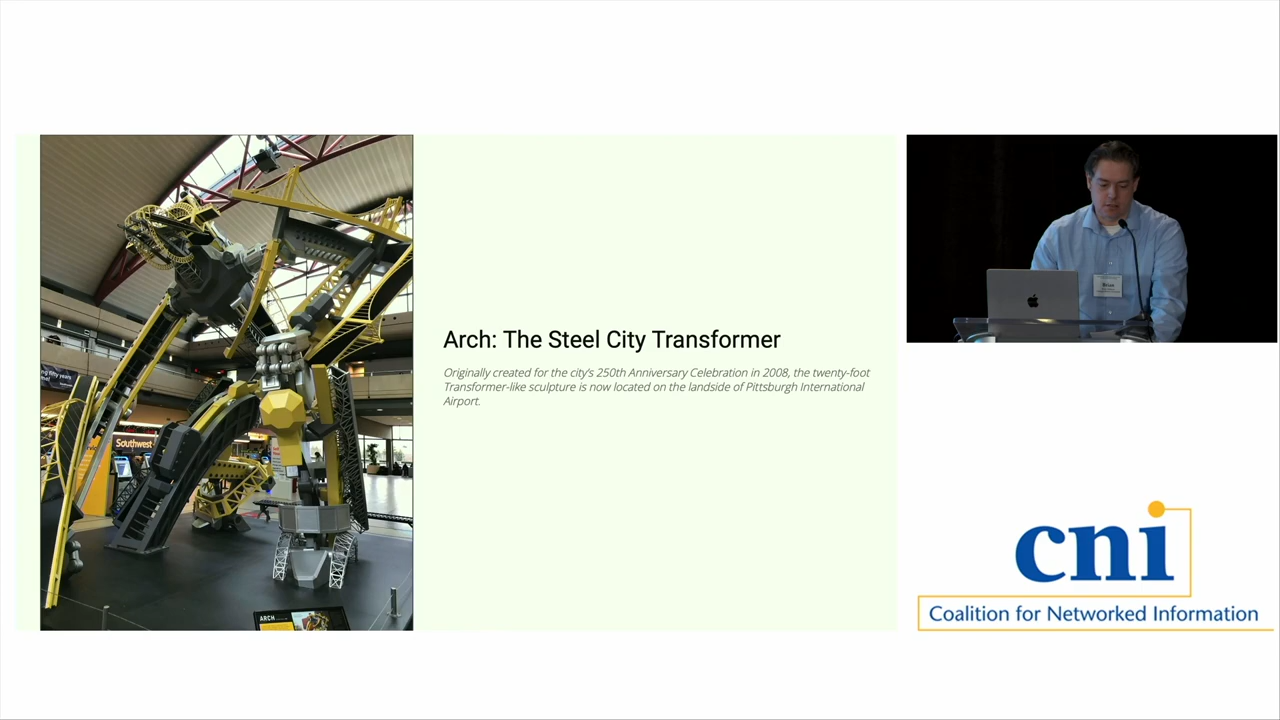 Arch: The Steel City Transformer
Originally created for the city's 250th Anniversary Celebration in 2008, the twenty-foot
Transformer-like sculpture is now located on the landside of Pittsburgh International
Airport.
Southwest
ARCH
Brian
cni
Coalition for Networked Information